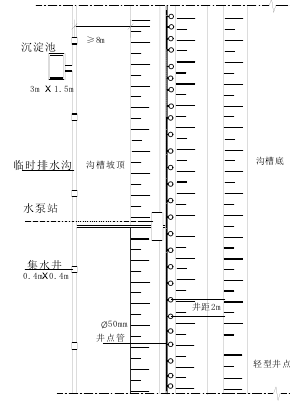 ≥8m
沉淀池
3m X 1.5m
临时排水沟
沟槽坡顶
沟槽底
水泵站
集水井
0.4mX0.4m
井距2m
Ø50mm
井点管
轻型井点